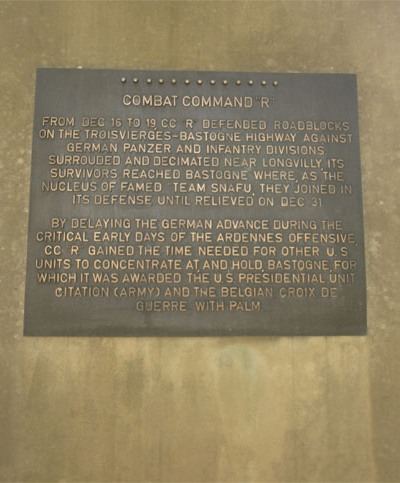 COMBAT COMMAND "R"
FROM DEC 16 TO 19 CC "R" DEFENDED ROADBLOCKS
ON THE TROISVIERGES-BASTOGNE HIGHWAY AGAINST
GERMAN PANZER AND INFANTRY DIVISIONS.
SURROUDED AND DECIMATED NEAR LONGVILLY, ITS
SURVIVORS REACHED BASTOGNE WHERE, AS THE
NUCLEUS OF FAMED "TEAM SNAFU", THEY JOINED IN
ITS DEFENSE UNTIL RELIEVED ON DEC 31.
BY DELAYING THE GERMAN ADVANCE DURING THE
CRITICAL EARLY DAYS OF THE ARDENNES OFFENSIVE,
CC "R" GAINED THE TIME NEEDED FOR OTHER U.S.
UNITS TO CONCENTRATE AT, AND HOLD, BASTOGNE, FOR
WHICH IT WAS AWARDED THE U.S. PRESIDENTIAL UNIT
CITATION (ARMY) AND THE BELGIAN CROIX DE
GUERRE WITH PALM